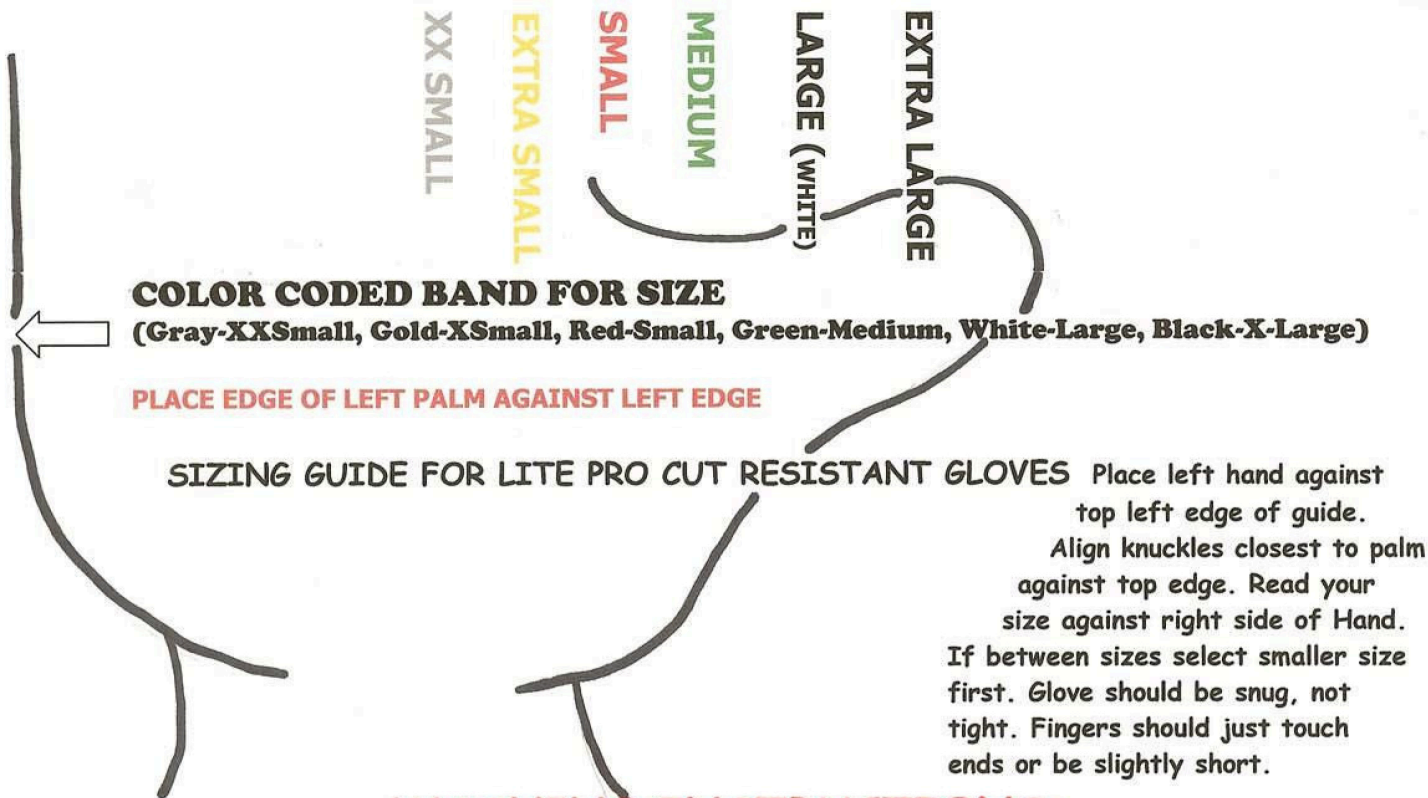 XX SMALL
EXTRA SMALL
SMALL
MEDIUM
LARGE (WHITE)
EXTRA LARGE
COLOR CODED BAND FOR SIZE
(Gray-XXSmall, Gold-XSmall, Red-Small, Green-Medium, White-Large, Black-X-Large)
PLACE EDGE OF LEFT PALM AGAINST LEFT EDGE
SIZING GUIDE FOR LITE PRO CUT RESISTANT GLOVES Place left hand against
top left edge of guide.
Align knuckles closest to palm
against top edge. Read your
size against right side of Hand.
If between sizes select smaller size
first. Glove should be snug, not
tight. Fingers should just touch
ends or be slightly short.